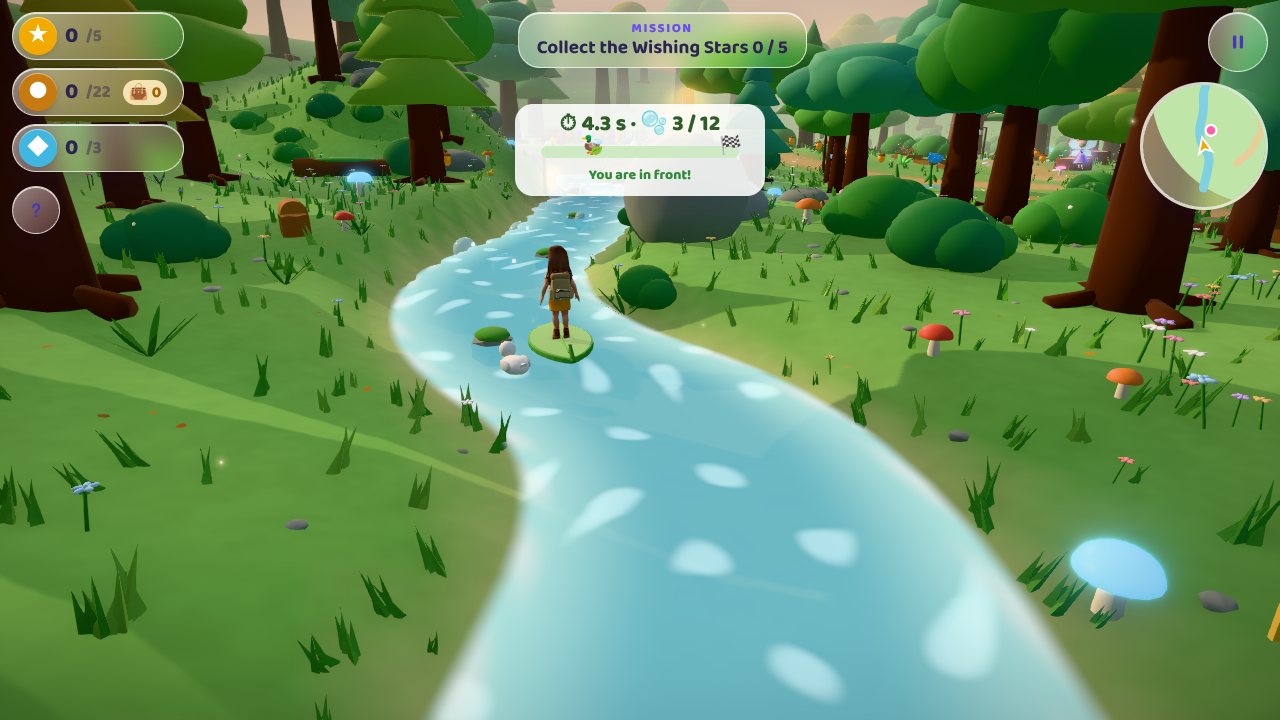 0 /5
MISSION
Collect the Wishing Stars 0 / 5
0 /22 0
4.3 s · 3 / 12
0 /3
You are in front!
?